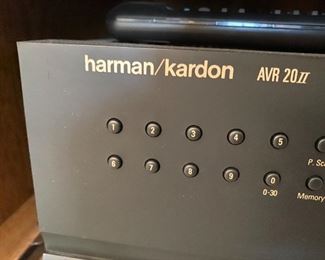 harman/kardon AVR 20II
1 2 3 4 5
P. Sc
6 7 8 9 0
0-30 Memory